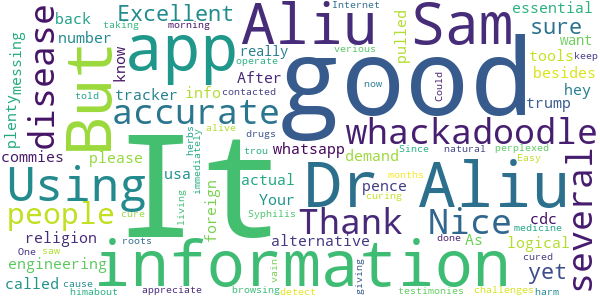 disease
plenty
messing
back
number
After
tracker
Excellent
taking
know
morning
really
app
info
But
accurate
Aliu
Sam
pulled
essential
sure
Internet
want
tools
verious
keep
besides
hey
operate
told
good
contacted
now
Could
trump
whackadoodle
commies
please
alive
drugs
trou
whatsapp
demand
Since
natural
perplexed
Easy
Using
usa
herbs
immediately
actual
Your
pence
months
curing
Dr Aliu
several
It
people
cure
foreign
living
Syphilis
Thank
Nice
cdc
As
logical
religion
One
saw
roots
alternative
done
cured
medicine
yet
engineering
himabout
called
cause
appreciate
information
vain
browsing
giving
detect
testimonies
challenges
harm